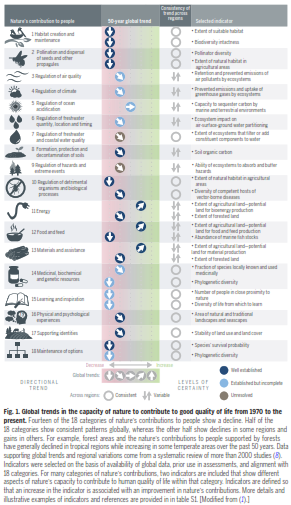 Nature's contribution to people
50-year global trend
Consistency of
trend across
regions
Selected indicator
1 Habitat creation and
maintenance
• Extent of suitable habitat
• Biodiversity intactness
2 Pollination and dispersal
of seeds and other
propagules
• Pollinator diversity
• Extent of natural habitat in
agricultural areas
3 Regulation of air quality
• Retention and prevented emissions of
air pollutants by ecosystems
4 Regulation of climate
• Prevented emissions and uptake of
greenhouse gases by ecosystems
5 Regulation of ocean
acidification
• Capacity to sequester carbon by
marine and terrestrial environments
6 Regulation of freshwater
quantity, location and timing
• Ecosystem impact on
air-surface-ground water partitioning
7 Regulation of freshwater
and coastal water quality
• Extent of ecosystems that filter or add
constituent components to water
8 Formation, protection and
decontamination of soils
• Soil organic carbon
9 Regulation of hazards and
extreme events
• Ability of ecosystems to absorb and buffer
hazards
10 Regulation of detrimental
organisms and biological
processes
• Extent of natural habitat in agricultural
areas
• Diversity of competent hosts of
vector-borne diseases
11 Energy
• Extent of agricultural land—potential
land for bioenergy production
• Extent of forested land
12 Food and feed
• Extent of agricultural land—potential
land for food and feed production
• Abundance of marine fish stocks
13 Materials and assistance
• Extent of agricultural land—potential
land for material production
• Extent of forested land
14 Medicinal, biochemical
and genetic resources
• Fraction of species locally known and used
medicinally
• Phylogenetic diversity
15 Learning and inspiration
• Number of people in close proximity to
nature
• Diversity of life from which to learn
16 Physical and psychological
experiences
• Area of natural and traditional
landscapes and seascapes
17 Supporting identities
• Stability of land use and land cover
18 Maintenance of options
• Species' survival probability
• Phylogenetic diversity
Decrease
Increase
Global trends:
Across regions:
Consistent
Variable
DIRECTIONAL
TREND
LEVELS OF
CERTAINTY
Well established
Established but incomplete
Unresolved
Fig. 1. Global trends in the capacity of nature to contribute to good quality of life from 1970 to the
present. Fourteen of the 18 categories of nature's contributions to people show a decline. Half of the
18 categories show consistent patterns globally, whereas the other half show declines in some regions and
gains in others. For example, forest areas and the contributions to people supported by forests
have generally declined in tropical regions while increasing in some temperate areas over the past 50 years. Data
supporting global trends and regional variations come from a systematic review of more than 2000 studies (8).
Indicators were selected on the basis of availability of global data, prior use in assessments, and alignment with
18 categories. For many categories of nature's contributions, two indicators are included that show different
aspects of nature's capacity to contribute to human quality of life within that category. Indicators are defined so
that an increase in the indicator is associated with an improvement in nature's contributions. More details and
illustrative examples of indicators and references are provided in table S1. [Modified from (1).]